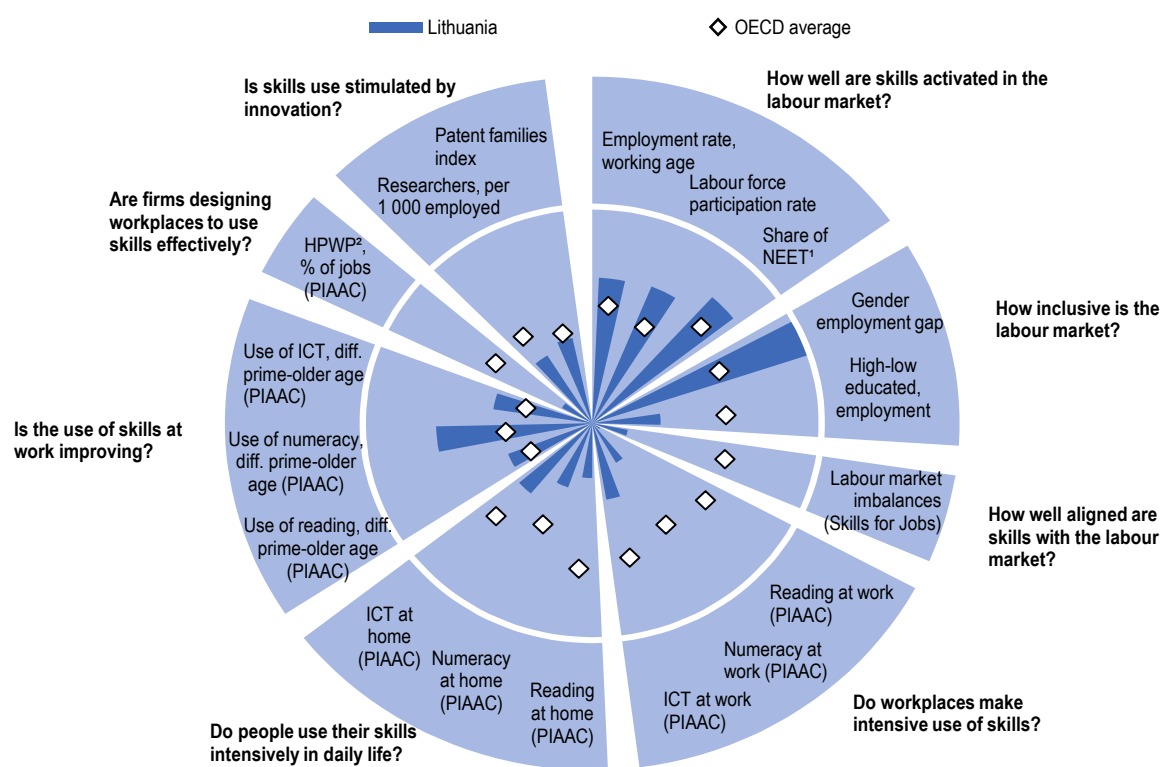 Lithuania
OECD average
Is skills use stimulated by
innovation?
How well are skills activated in the
labour market?
Patent families
index
Researchers, per
1 000 employed
Employment rate,
working age
Labour force
participation rate
Share of
NEET¹
Are firms designing
workplaces to use
skills effectively?
HPWP²,
% of jobs
(PIAAC)
Gender
employment gap
High-low
educated,
employment
How inclusive is the
labour market?
Is the use of skills at
work improving?
Use of ICT, diff.
prime-older age
(PIAAC)
Use of numeracy,
diff. prime-older
age (PIAAC)
Use of reading, diff.
prime-older age
(PIAAC)
Labour market
imbalances
(Skills for Jobs)
How well aligned are
skills with the labour
market?
ICT at
home
(PIAAC)
Numeracy
at home
(PIAAC)
Reading
at home
(PIAAC)
Reading at work
(PIAAC)
Numeracy at
work (PIAAC)
ICT at work
(PIAAC)
Do people use their skills
intensively in daily life?
Do workplaces make
intensive use of skills?